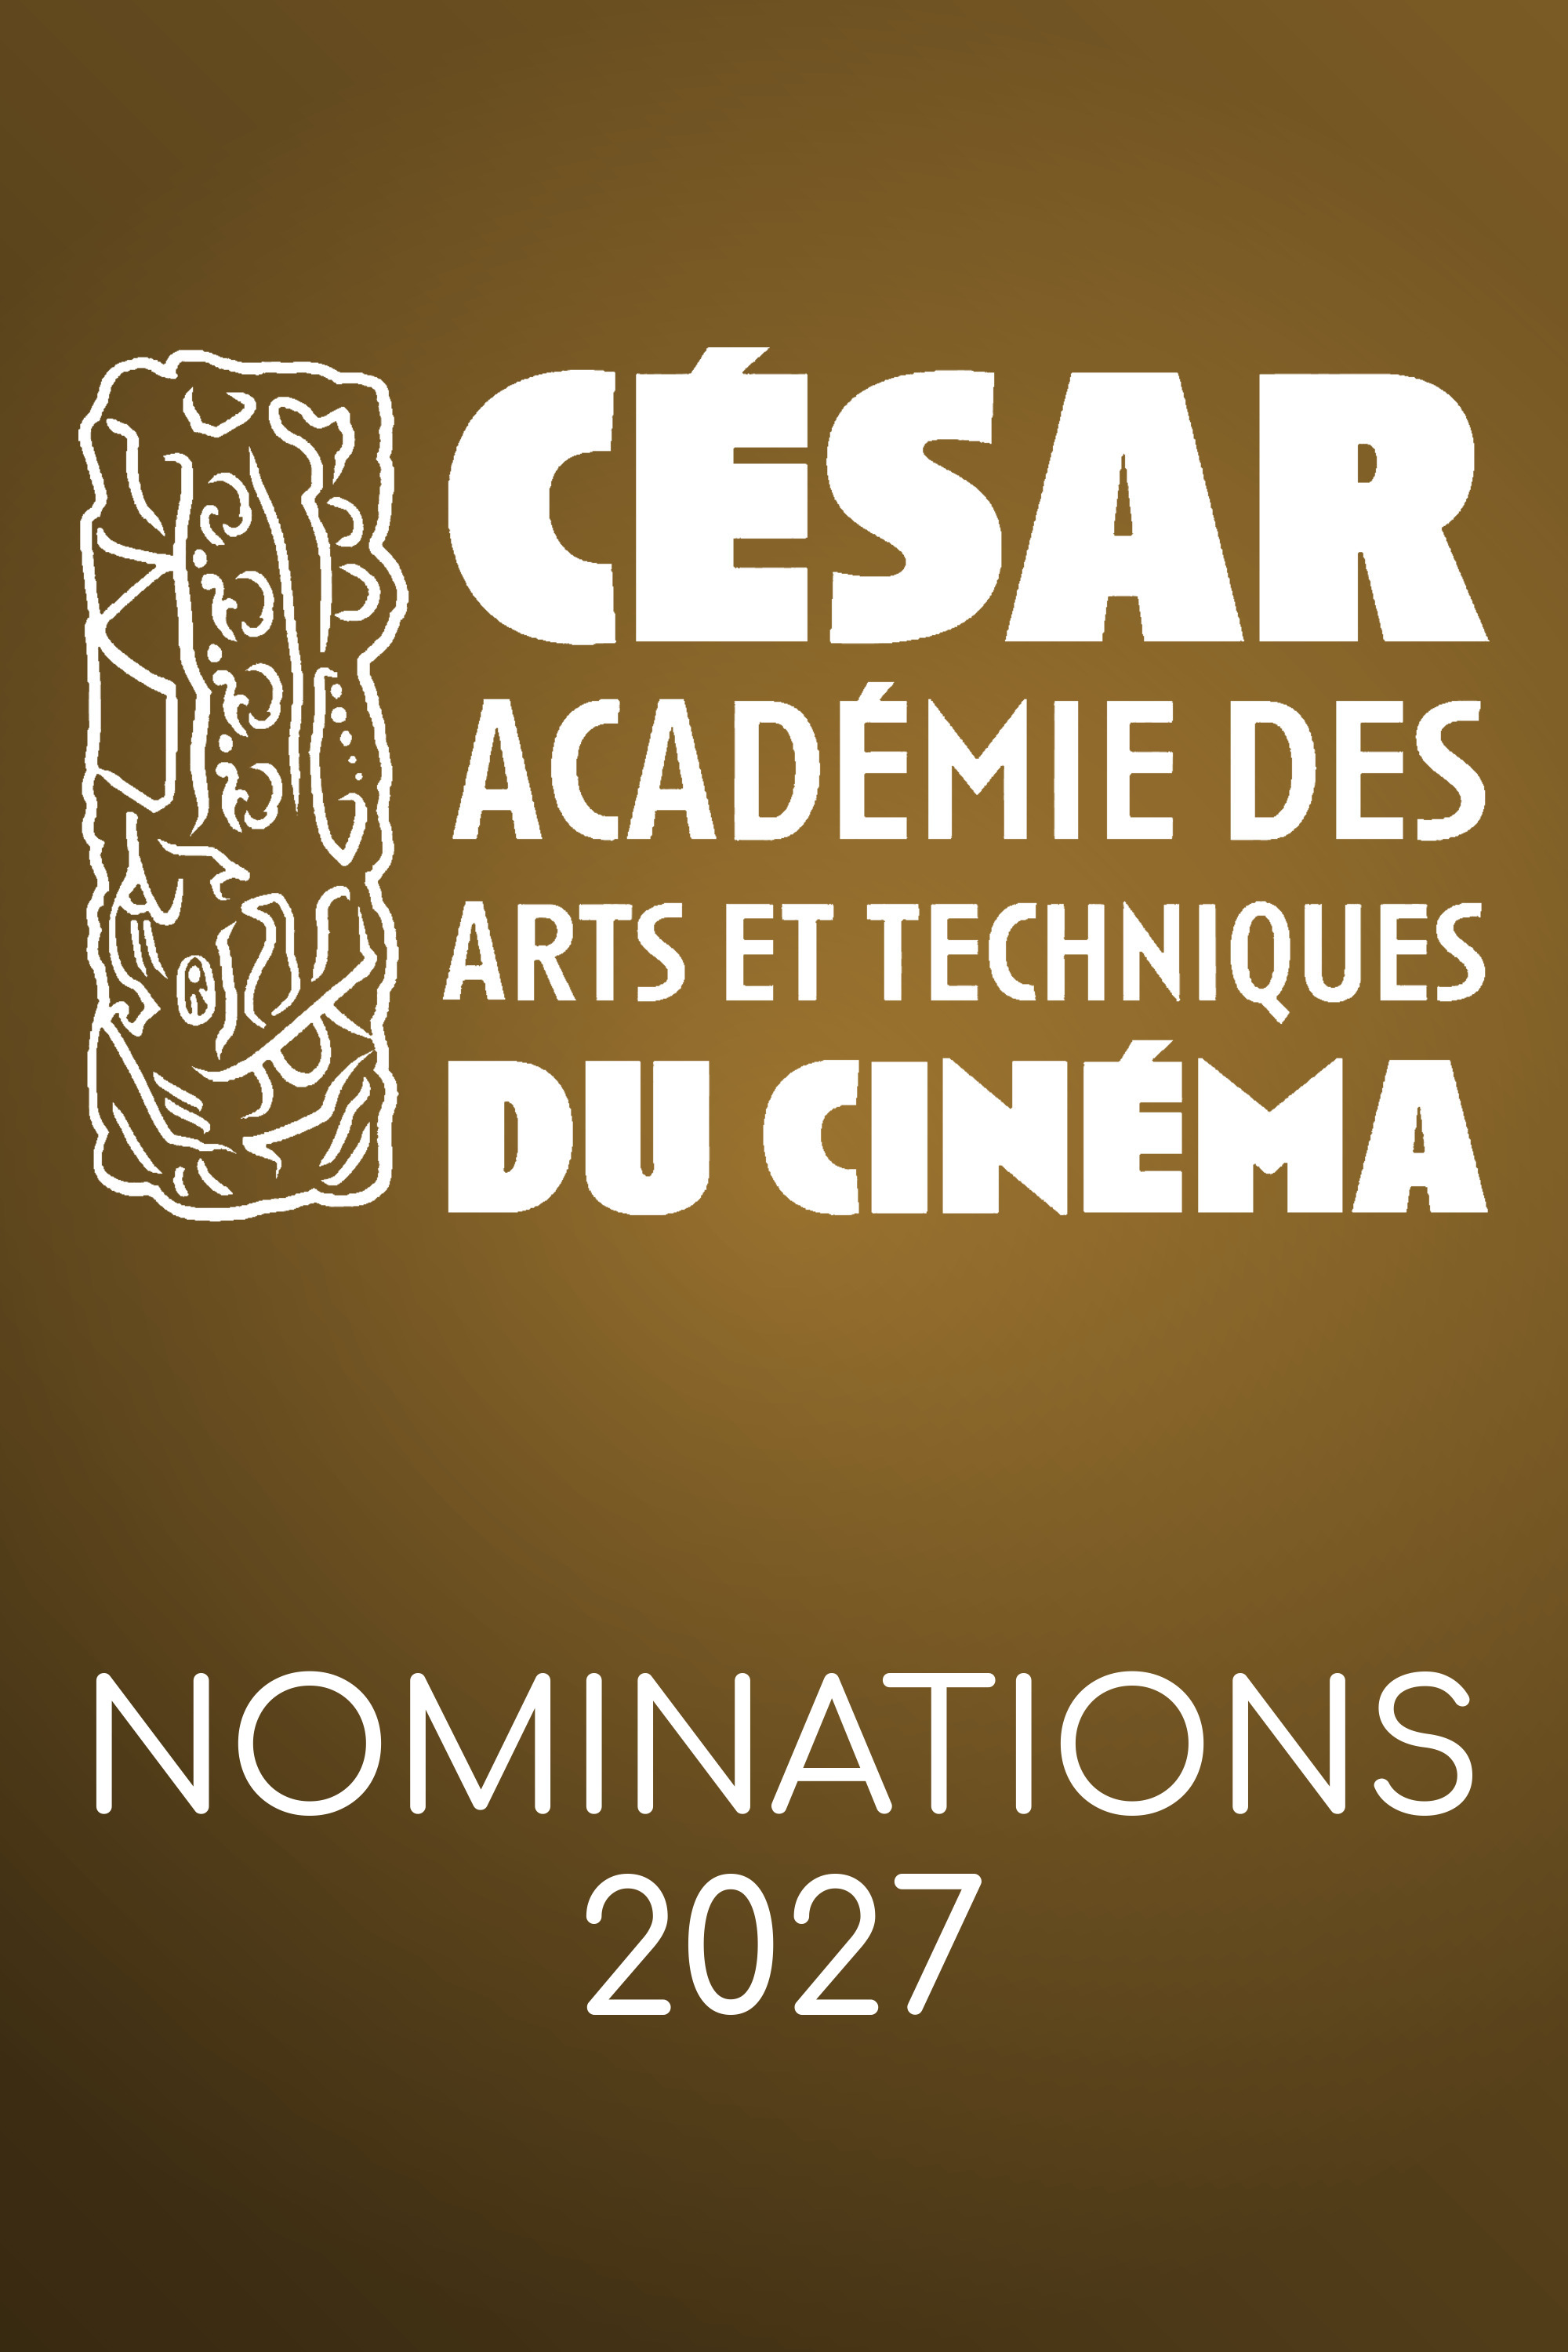 CÉSAR
ACADÉMIE DES
ARTS ET TECHNIQUES
DU CINÉMA
NOMINATIONS
2027